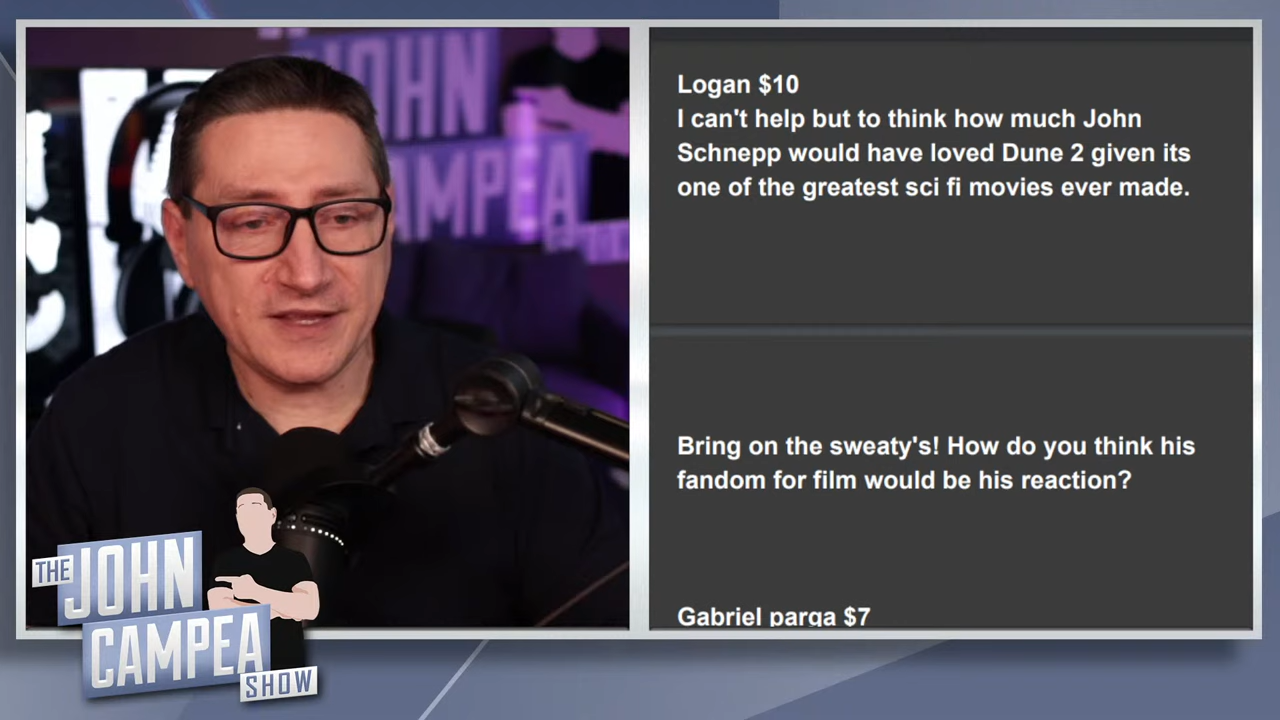 JOHN
CAMPEA
Logan $10
I can't help but to think how much John
Schnepp would have loved Dune 2 given its
one of the greatest sci fi movies ever made.
Bring on the sweaty's! How do you think his
fandom for film would be his reaction?
Gabriel parga $7
THE
JOHN
CAMPEA
SHOW